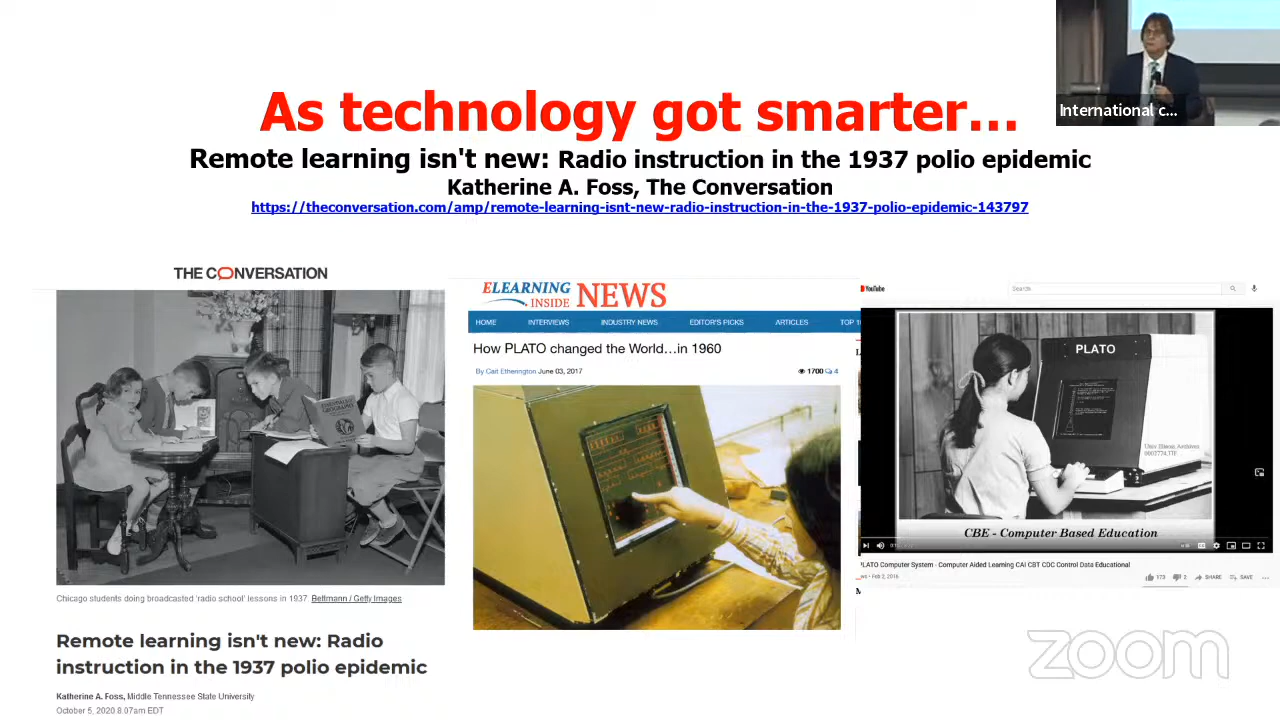 As technology got smarter...
International c...
Remote learning isn't new: Radio instruction in the 1937 polio epidemic
Katherine A. Foss, The Conversation
https://theconversation.com/amp/remote-learning-isnt-new-radio-instruction-in-the-1937-polio-epidemic-143797
THE CONVERSATION
Chicago students doing broadcasted 'radio school' lessons in 1937. Bettmann / Getty Images
Remote learning isn't new: Radio
instruction in the 1937 polio epidemic
Katherine A. Foss, Middle Tennessee State University
October 5, 2020 8.07am EDT
ELEARNING
INSIDE NEWS
HOME INTERVIEWS INDUSTRY NEWS EDITOR'S PICKS ARTICLES TOP 1
How PLATO changed the World...in 1960
By Cait Etherington June 03, 2017 1700 4
YouTube
Search
PLATO
Univ Illinois Archives
0002774.TIF
CBE - Computer Based Education
PLATO Computer System - Computer Aided Learning CAI CBT CDC Control Data Educational
ws • Feb 2, 2016
173 2 SHARE SAVE
zoom